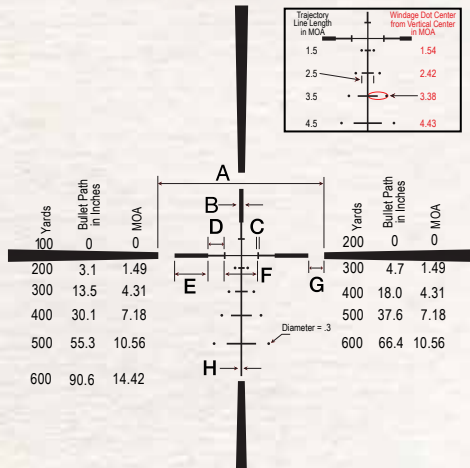 Trajectory Line Length in MOA
Windage Dot Center from Vertical Center in MOA
1.5 1.54
2.5 2.42
3.5 3.38
4.5 4.43
A
B
D C
E F G
H
Diameter = .3
Yards Bullet Path in Inches MOA
100 0 0
200 3.1 1.49
300 13.5 4.31
400 30.1 7.18
500 55.3 10.56
600 90.6 14.42
Yards Bullet Path in Inches MOA
200 0 0
300 4.7 1.49
400 18.0 4.31
500 37.6 7.18
600 66.4 10.56